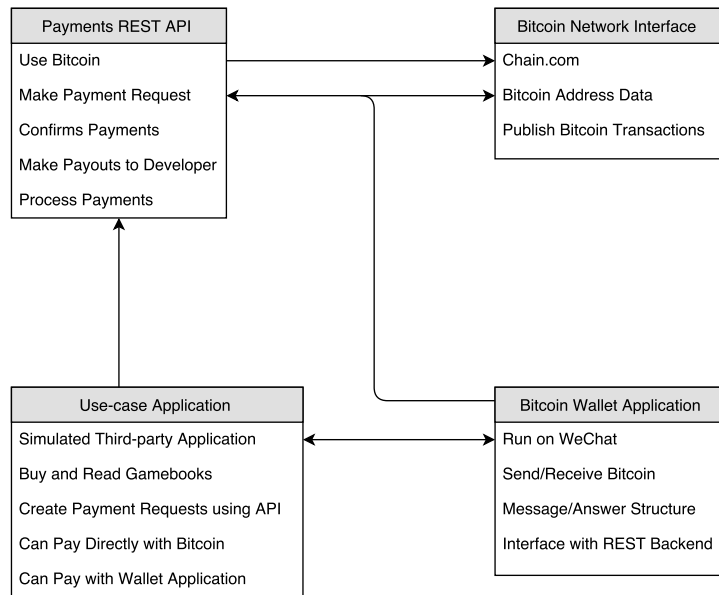 Payments REST API
Use Bitcoin
Make Payment Request
Confirms Payments
Make Payouts to Developer
Process Payments
Bitcoin Network Interface
Chain.com
Bitcoin Address Data
Publish Bitcoin Transactions
Use-case Application
Simulated Third-party Application
Buy and Read Gamebooks
Create Payment Requests using API
Can Pay Directly with Bitcoin
Can Pay with Wallet Application
Bitcoin Wallet Application
Run on WeChat
Send/Receive Bitcoin
Message/Answer Structure
Interface with REST Backend